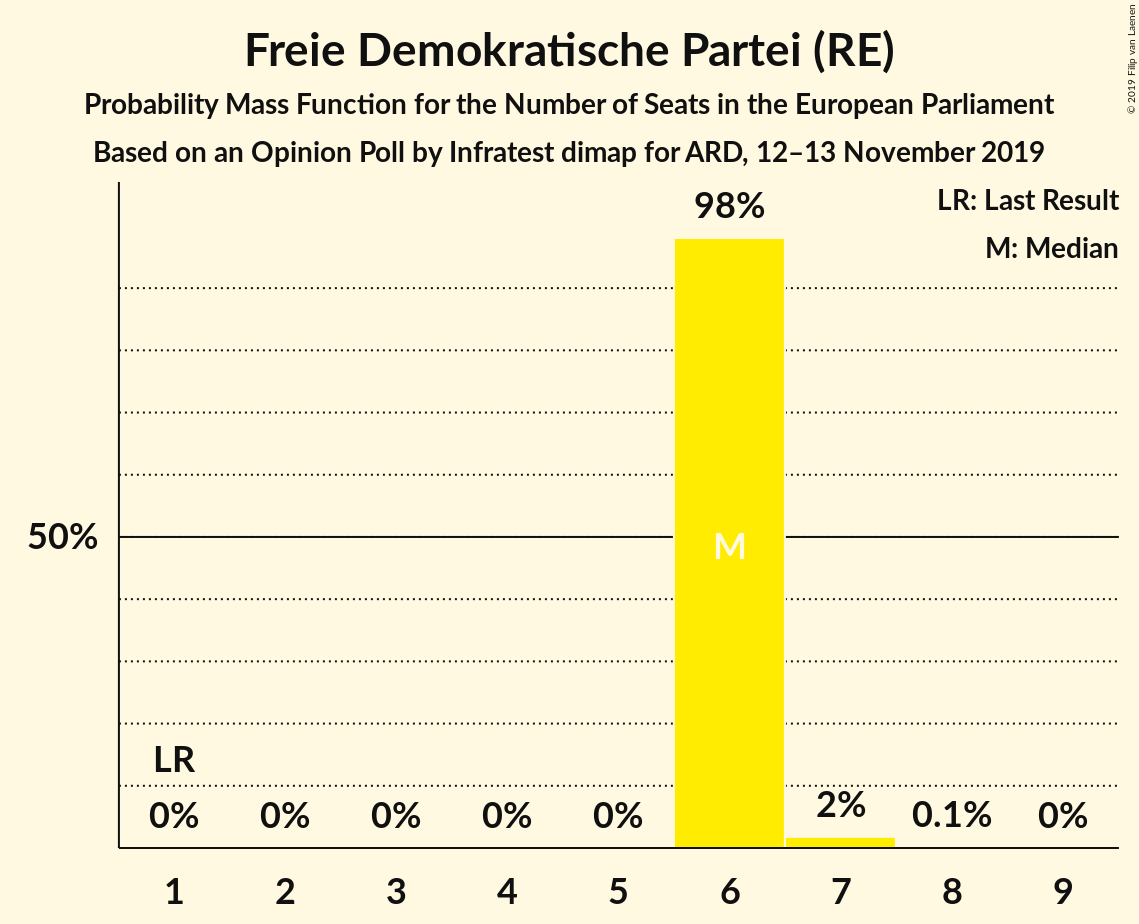 Freie Demokratische Partei (RE)
Probability Mass Function for the Number of Seats in the European Parliament
Based on an Opinion Poll by Infratest dimap for ARD, 12–13 November 2019
© 2019 Filip van Laenen
LR: Last Result
M: Median
98%
50%
M
LR
0% 0% 0% 0% 0% 2% 0.1% 0%
1 2 3 4 5 6 7 8 9